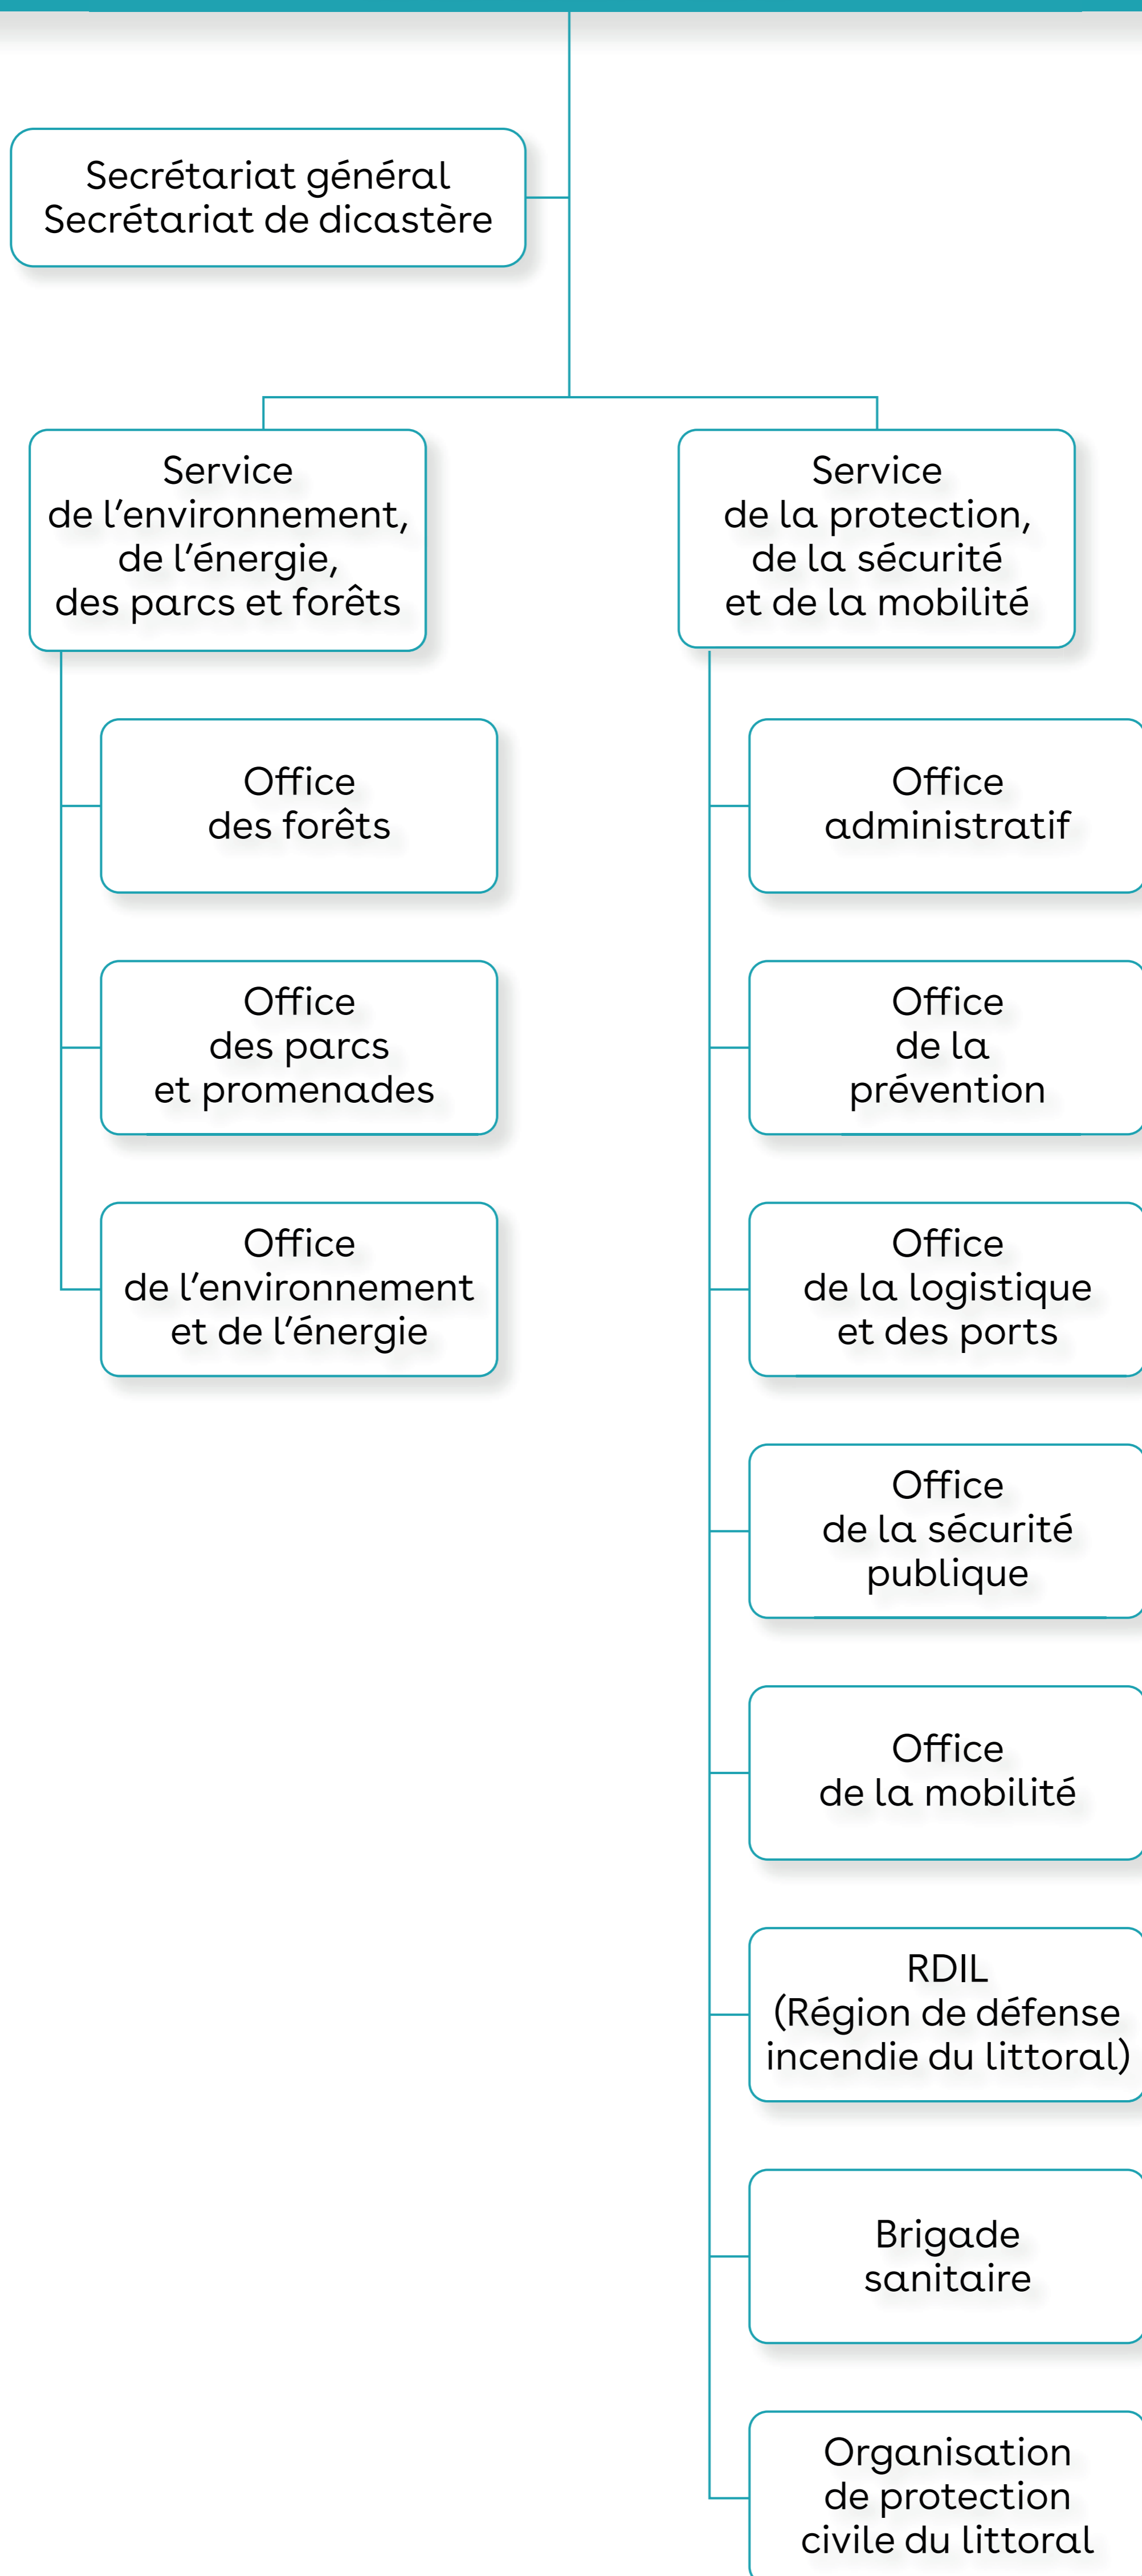 Secrétariat général
Secrétariat de dicastère
Service
de l’environnement,
de l’énergie,
des parcs et forêts
Office
des forêts
Office
des parcs
et promenades
Office
de l’environnement
et de l’énergie
Service
de la protection,
de la sécurité
et de la mobilité
Office
administratif
Office
de la
prévention
Office
de la logistique
et des ports
Office
de la sécurité
publique
Office
de la mobilité
RDIL
(Région de défense
incendie du littoral)
Brigade
sanitaire
Organisation
de protection
civile du littoral